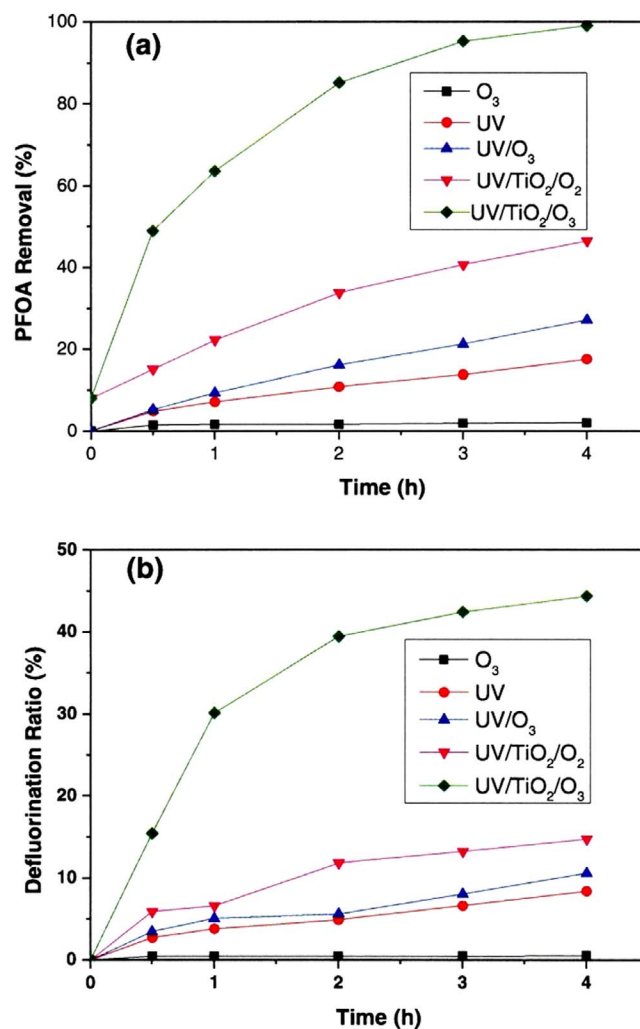 (a)
100
80
60
40
20
0
PFOA Removal (%)
O₃
UV
UV/O₃
UV/TiO₂/O₂
UV/TiO₂/O₃
0 1 2 3 4
Time (h)
(b)
50
40
30
20
10
0
Defluorination Ratio (%)
O₃
UV
UV/O₃
UV/TiO₂/O₂
UV/TiO₂/O₃
0 1 2 3 4
Time (h)